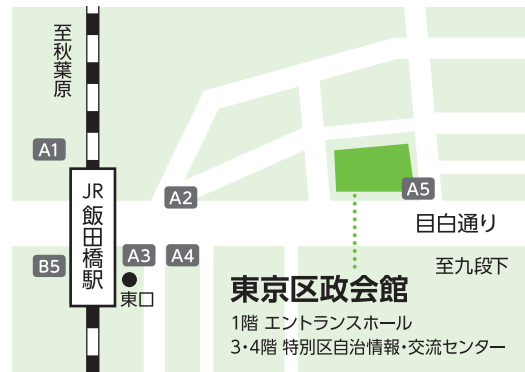 至秋葉原
A1
JR飯田橋駅
A2
A5
目白通り
B5
A3
A4
至九段下
東口
東京区政会館
1階 エントランスホール
3・4階 特別区自治情報・交流センター